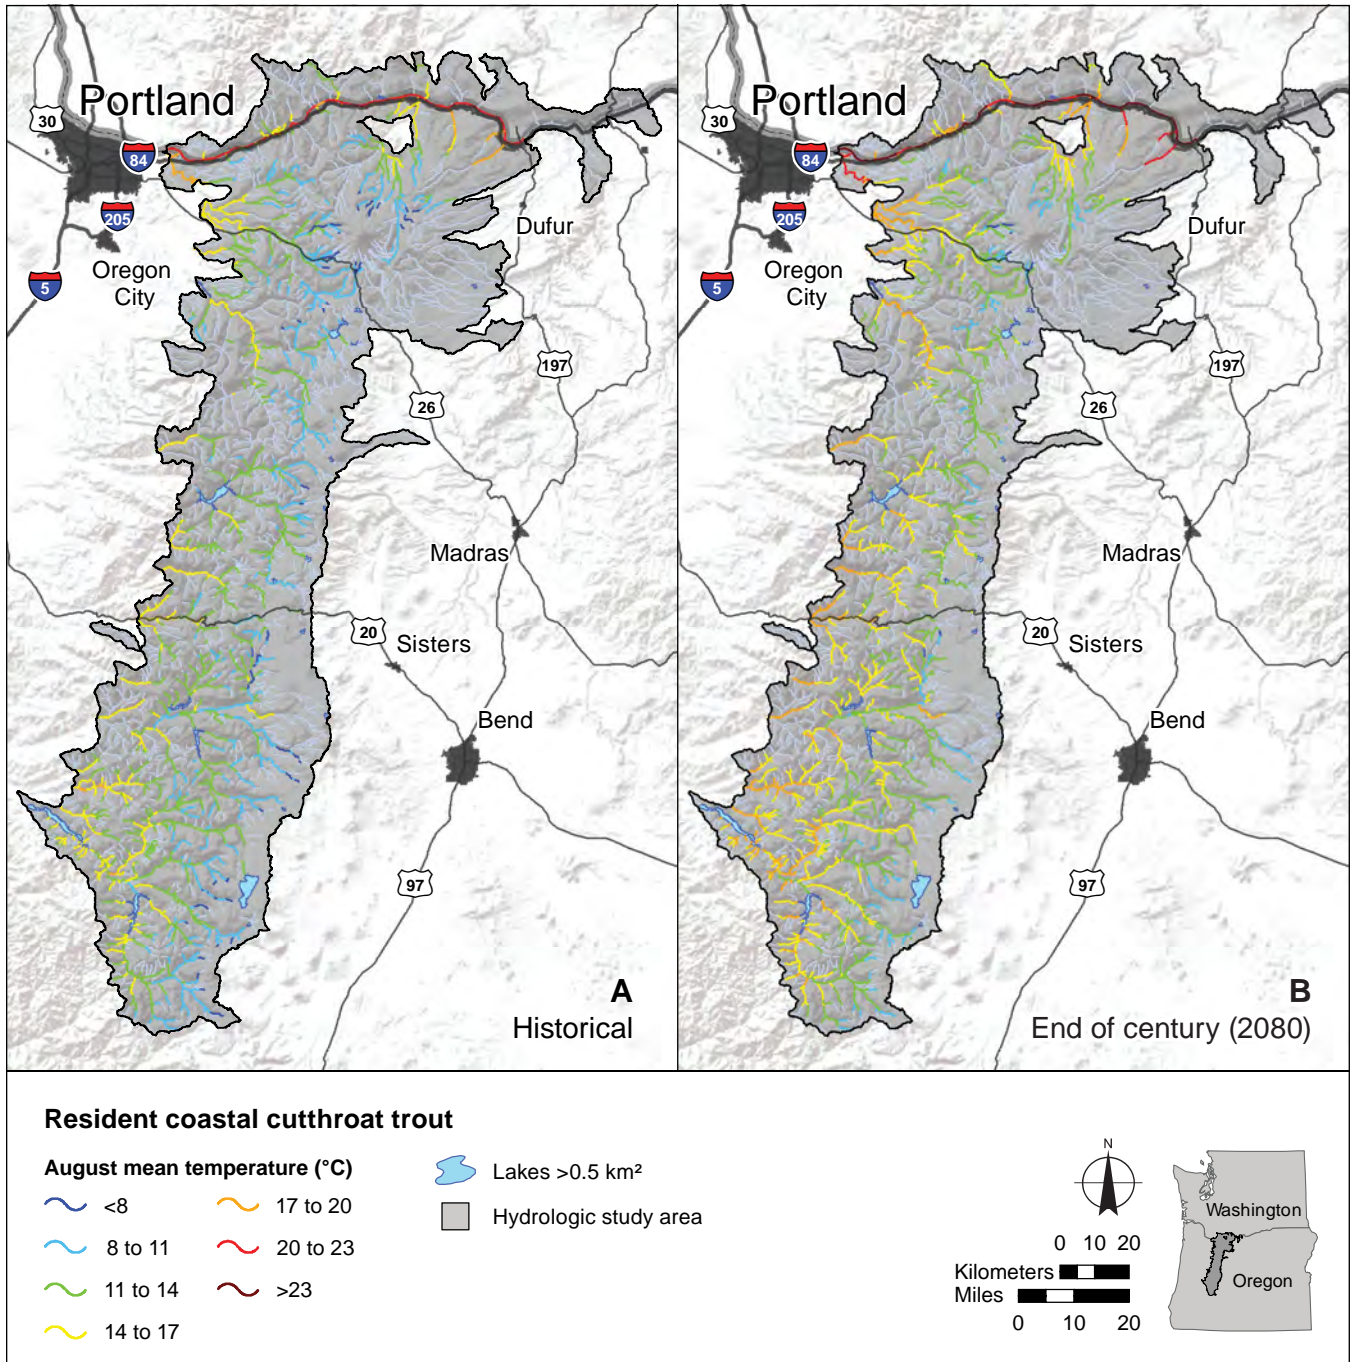 Portland
30
84
205
5
Oregon
City
Dufur
197
26
Madras
20
Sisters
Bend
97
A
Historical
Portland
30
84
205
5
Oregon
City
Dufur
197
26
Madras
20
Sisters
Bend
97
B
End of century (2080)
Resident coastal cutthroat trout
August mean temperature (°C)
<8
8 to 11
11 to 14
14 to 17
17 to 20
20 to 23
>23
Lakes >0.5 km²
Hydrologic study area
N
0 10 20
Kilometers
Miles
0 10 20
Washington
Oregon